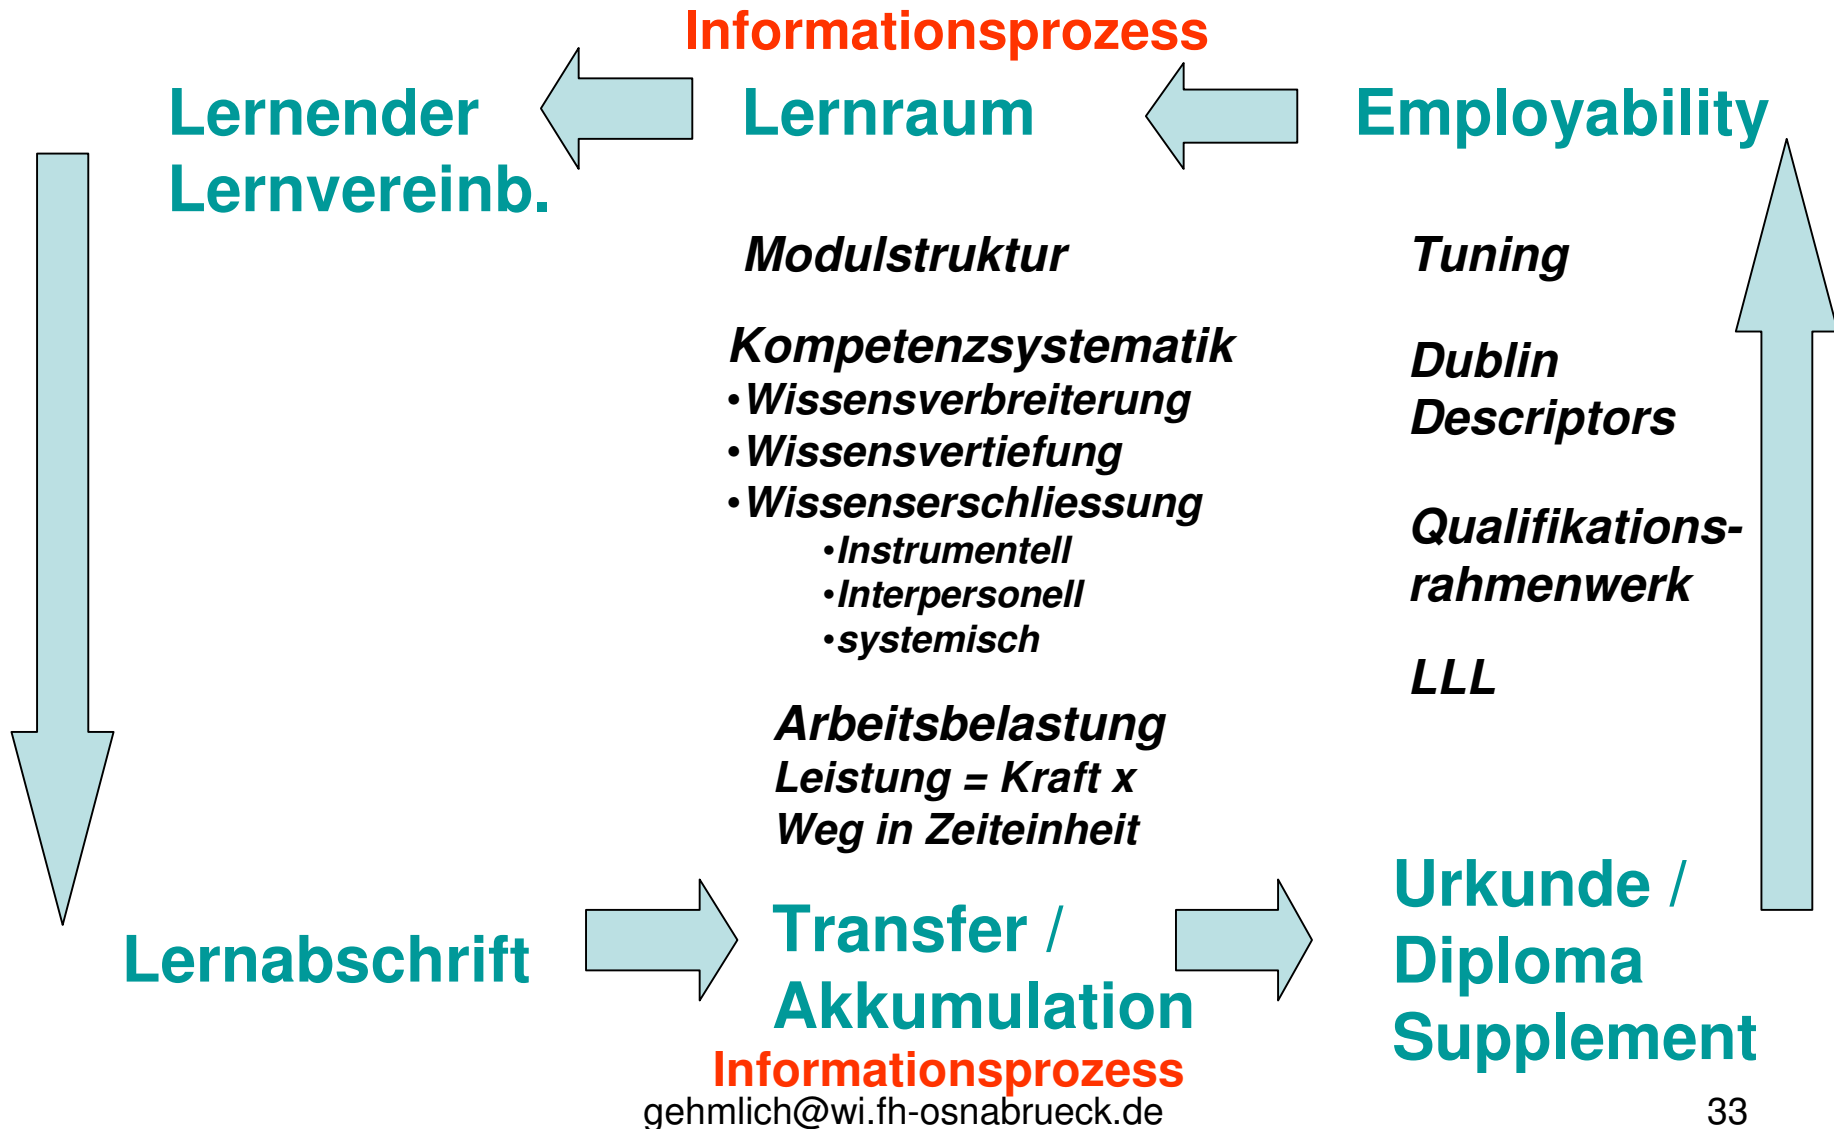 Informationsprozess
Lernender
Lernvereinb.
Lernraum
Employability
Modulstruktur
Kompetenzsystematik
•Wissensverbreiterung
•Wissensvertiefung
•Wissenserschliessung
•Instrumentell
•Interpersonell
•systemisch
Arbeitsbelastung
Leistung = Kraft x
Weg in Zeiteinheit
Tuning
Dublin
Descriptors
Qualifikations-
rahmenwerk
LLL
Lernabschrift
Transfer /
Akkumulation
Urkunde /
Diploma
Supplement
Informationsprozess
gehmlich@wi.fh-osnabrueck.de
33